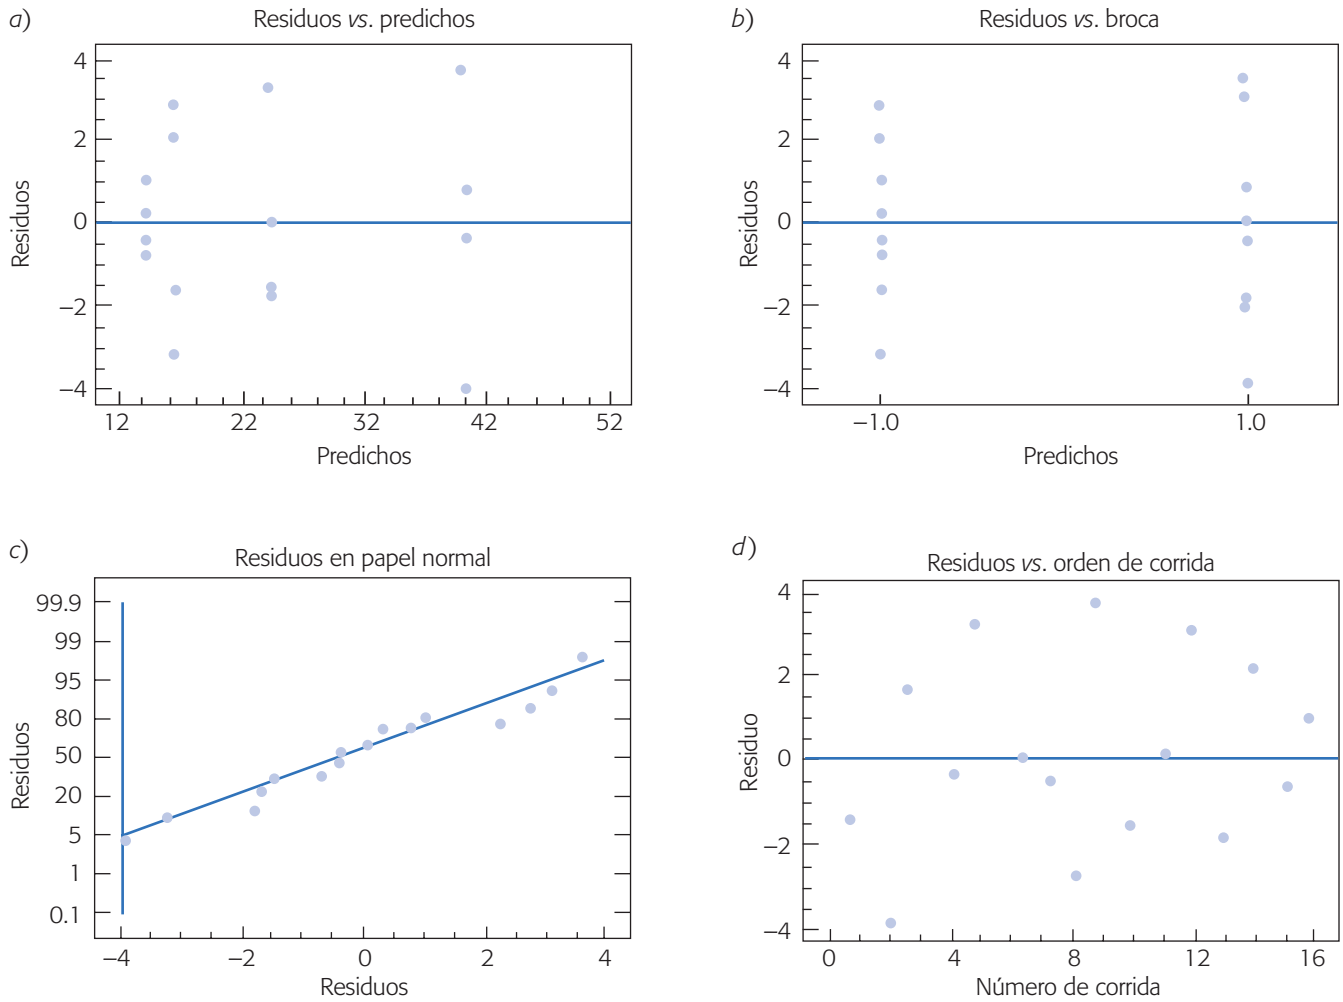 a)
Residuos vs. predichos
4
2
0
−2
−4
Residuos
12 22 32 42 52
Predichos
b)
Residuos vs. broca
4
2
0
−2
−4
Residuos
−1.0 1.0
Predichos
c)
Residuos en papel normal
99.9
99
95
80
50
20
5
1
0.1
Residuos
−4 −2 0 2 4
Residuos
d)
Residuos vs. orden de corrida
4
2
0
−2
−4
Residuo
0 4 8 12 16
Número de corrida